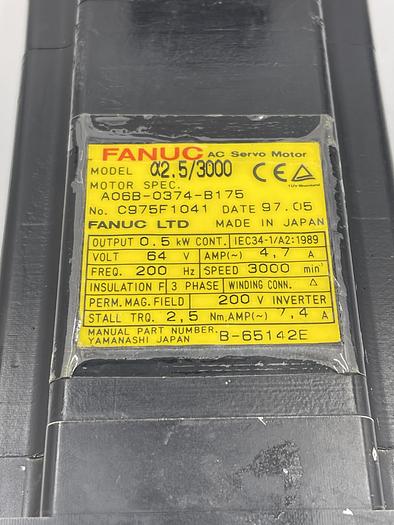 FANUC AC Servo Motor
MODEL α2.5/3000 CE
MOTOR SPEC.
A06B-0374-B175
No. C975F1041 DATE 97.05
FANUC LTD MADE IN JAPAN
OUTPUT 0.5 kW CONT. IEC34-1/A2:1989
VOLT 64 V AMP(~) 4,7 A
FREQ. 200 Hz SPEED 3000 min⁻¹
INSULATION F 3 PHASE WINDING CONN. △
PERM.MAG.FIELD 200 V INVERTER
STALL TRQ. 2,5 Nm,AMP(~) 7,4 A
MANUAL PART NUMBER.
YAMANASHI JAPAN B-65142E